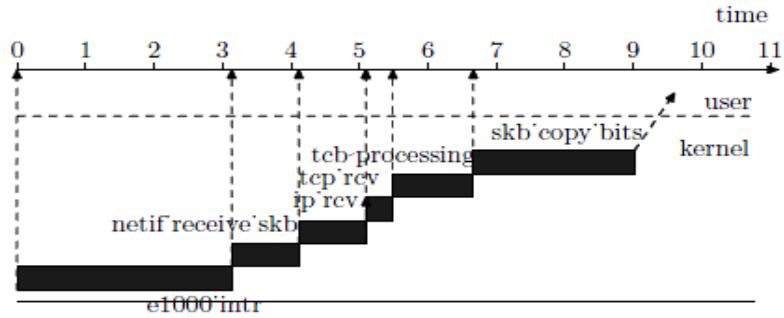 time
0 1 2 3 4 5 6 7 8 9 10 11
user
skb˙copy˙bits
kernel
tcb-processing
tcp˙rcv
ip˙rcv
netif˙receive˙skb
e1000˙intr